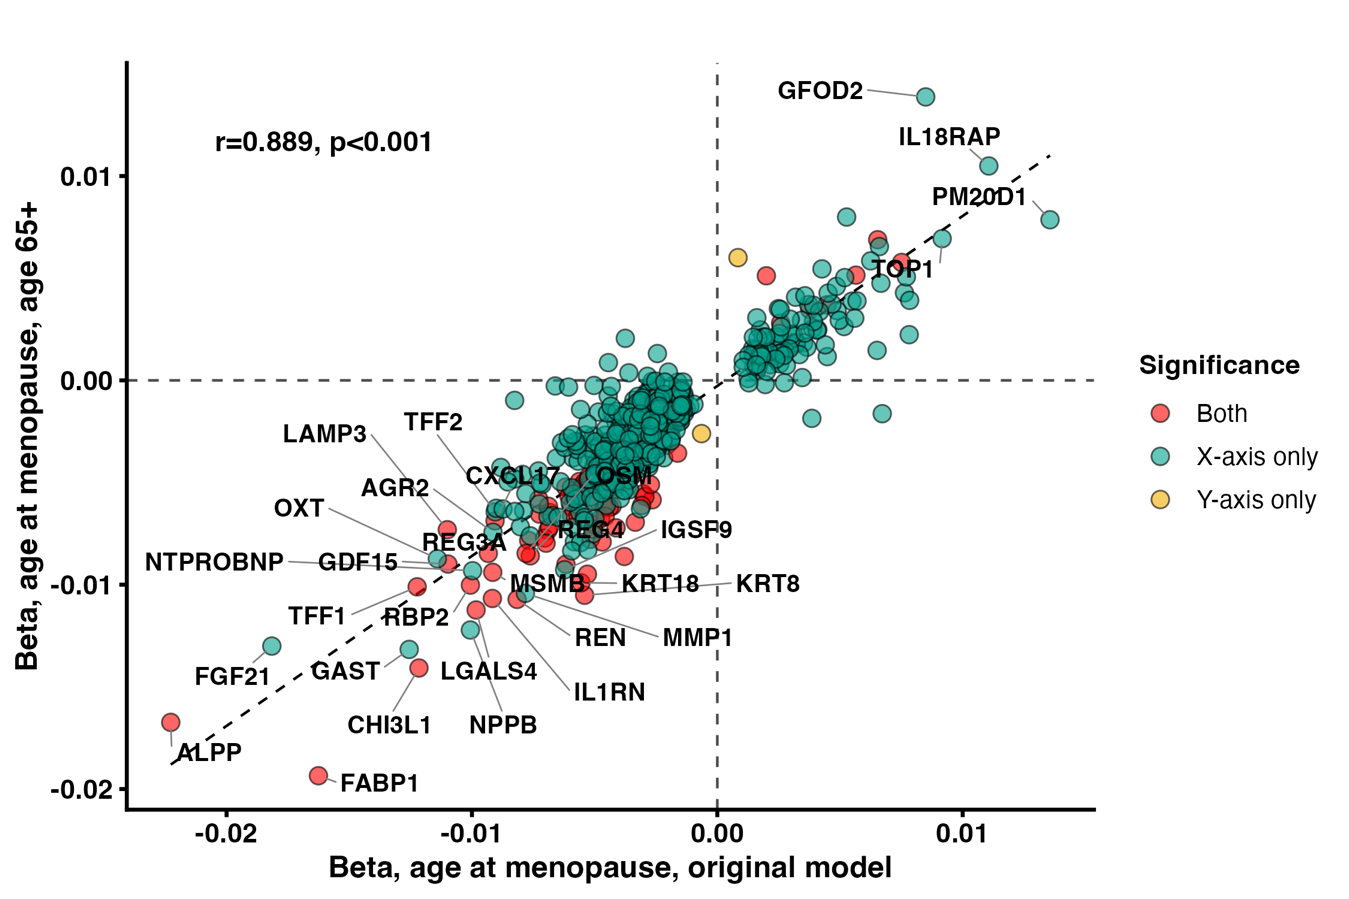 GFOD2
IL18RAP
r=0.889, p<0.001
0.01
PM20D1
TOP1
Beta, age at menopause, age 65+
Significance
0.00
Both
TFF2
LAMP3
X-axis only
CXCL17
OSM
AGR2
Y-axis only
OXT
REG4
IGSF9
REG3A
NTPROBNP
GDF15
-0.01
MSMB
KRT18
KRT8
TFF1
RBP2
REN
MMP1
FGF21
GAST
LGALS4
IL1RN
CHI3L1
NPPB
ALPP
FABP1
-0.02
-0.02
-0.01
0.00
0.01
Beta, age at menopause, original model